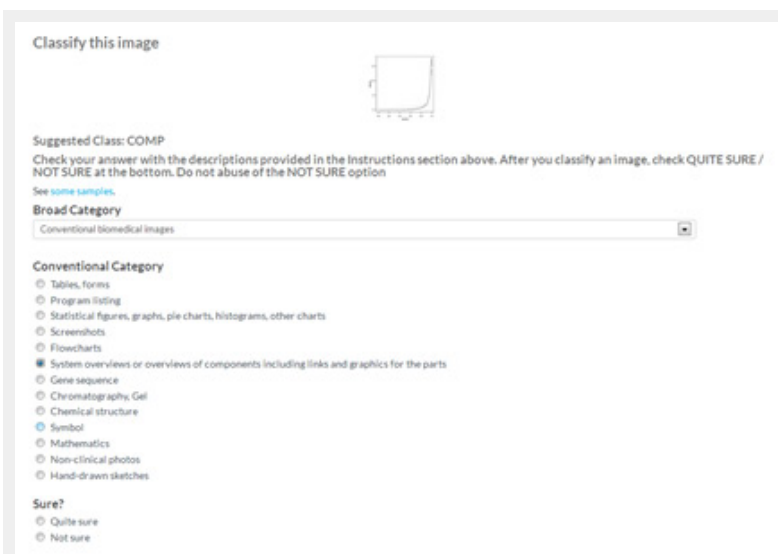 Classify this image
Suggested Class: COMP
Check your answer with the descriptions provided in the Instructions section above. After you classify an image, check QUITE SURE /
NOT SURE at the bottom. Do not abuse of the NOT SURE option
See some samples.
Broad Category
Conventional biomedical images
Conventional Category
Tables, forms
Program listing
Statistical figures, graphs, pie charts, histograms, other charts
Screenshots
Flowcharts
System overviews or overviews of components including links and graphics for the parts
Gene sequence
Chromatography, Gel
Chemical structure
Symbol
Mathematics
Non-clinical photos
Hand-drawn sketches
Sure?
Quite sure
Not sure